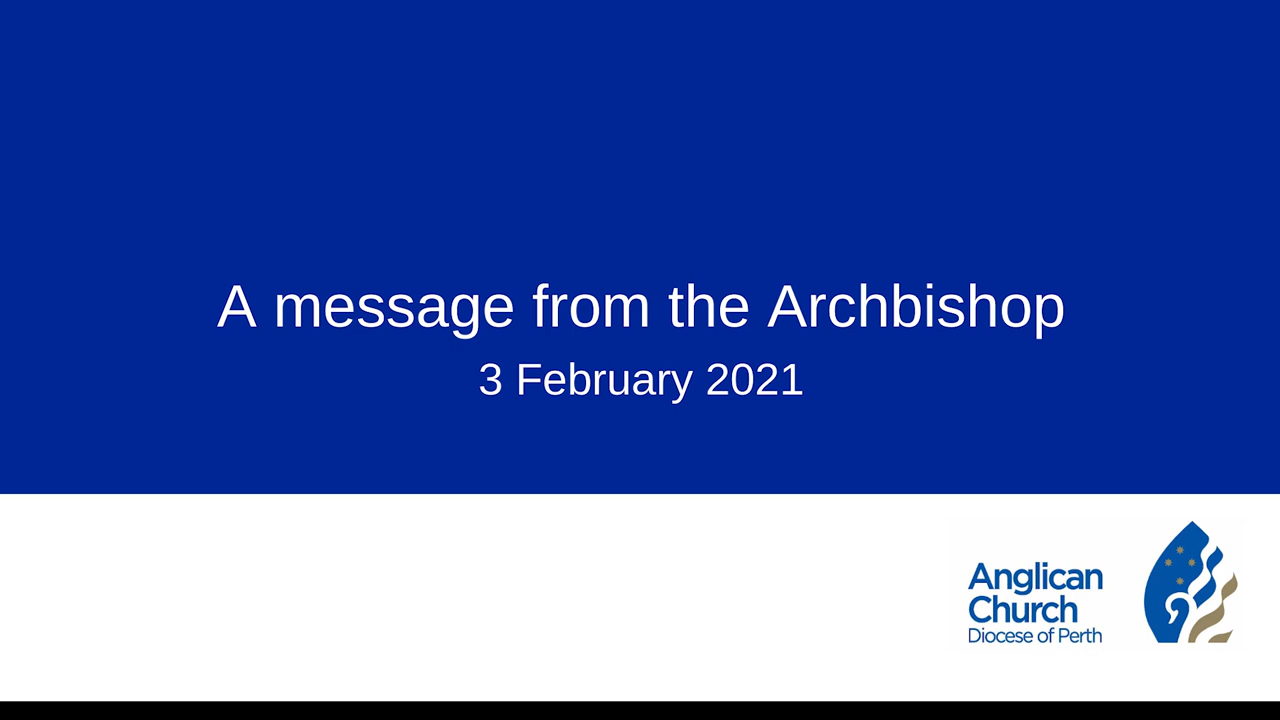 A message from the Archbishop
3 February 2021
Anglican
Church
Diocese of Perth